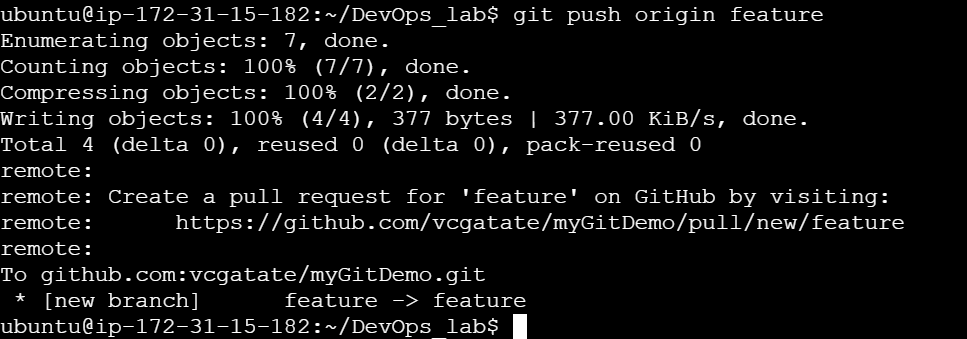 ubuntu@ip-172-31-15-182:~/DevOps_lab$ git push origin feature
Enumerating objects: 7, done.
Counting objects: 100% (7/7), done.
Compressing objects: 100% (2/2), done.
Writing objects: 100% (4/4), 377 bytes | 377.00 KiB/s, done.
Total 4 (delta 0), reused 0 (delta 0), pack-reused 0
remote:
remote: Create a pull request for 'feature' on GitHub by visiting:
remote:      https://github.com/vcgatate/myGitDemo/pull/new/feature
remote:
To github.com:vcgatate/myGitDemo.git
 * [new branch]      feature -> feature
ubuntu@ip-172-31-15-182:~/DevOps_lab$